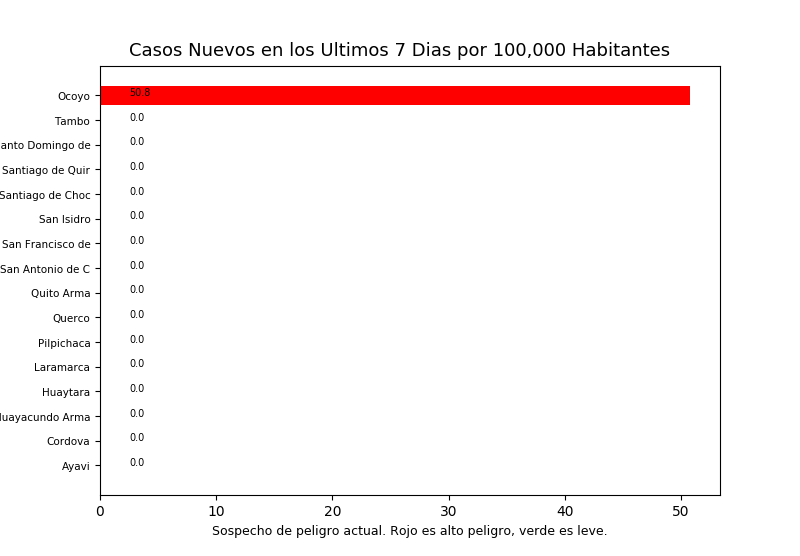 Casos Nuevos en los Ultimos 7 Dias por 100,000 Habitantes
Ocoyo 50.8
Tambo 0.0
anto Domingo de 0.0
Santiago de Quir 0.0
Santiago de Choc 0.0
San Isidro 0.0
San Francisco de 0.0
San Antonio de C 0.0
Quito Arma 0.0
Querco 0.0
Pilpichaca 0.0
Laramarca 0.0
Huaytara 0.0
Huayacundo Arma 0.0
Cordova 0.0
Ayavi 0.0
0 10 20 30 40 50
Sospecho de peligro actual. Rojo es alto peligro, verde es leve.